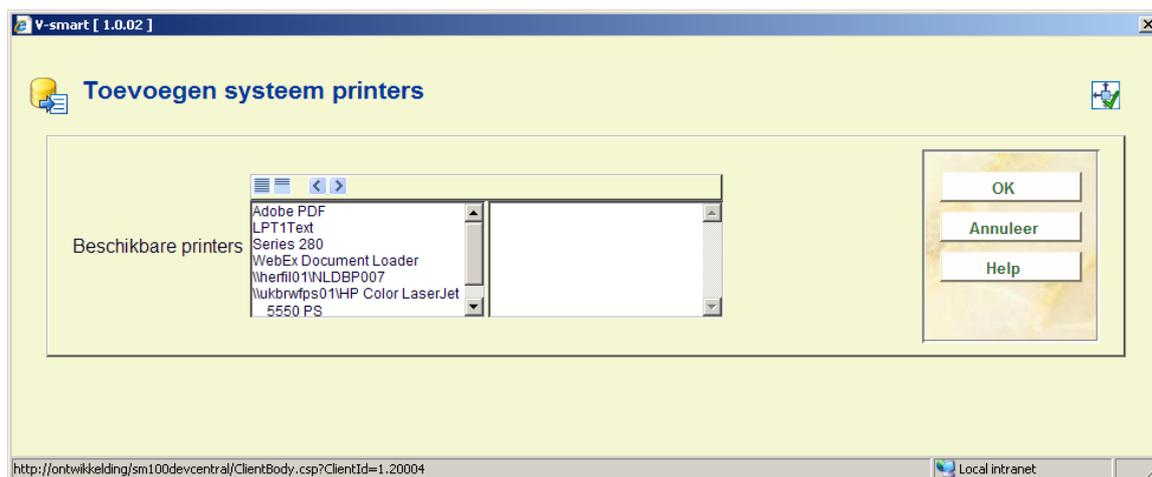 V-smart [ 1.0.02 ]
Toevoegen systeem printers
Beschikbare printers
Adobe PDF
LPT1Text
Series 280
WebEx Document Loader
\\herfil01\NLDBP007
\\ukbrwfps01\HP Color LaserJet
5550 PS
OK
Annuleer
Help
http://ontwikkelding/sm100devcentral/ClientBody.csp?ClientId=1.20004
Local intranet